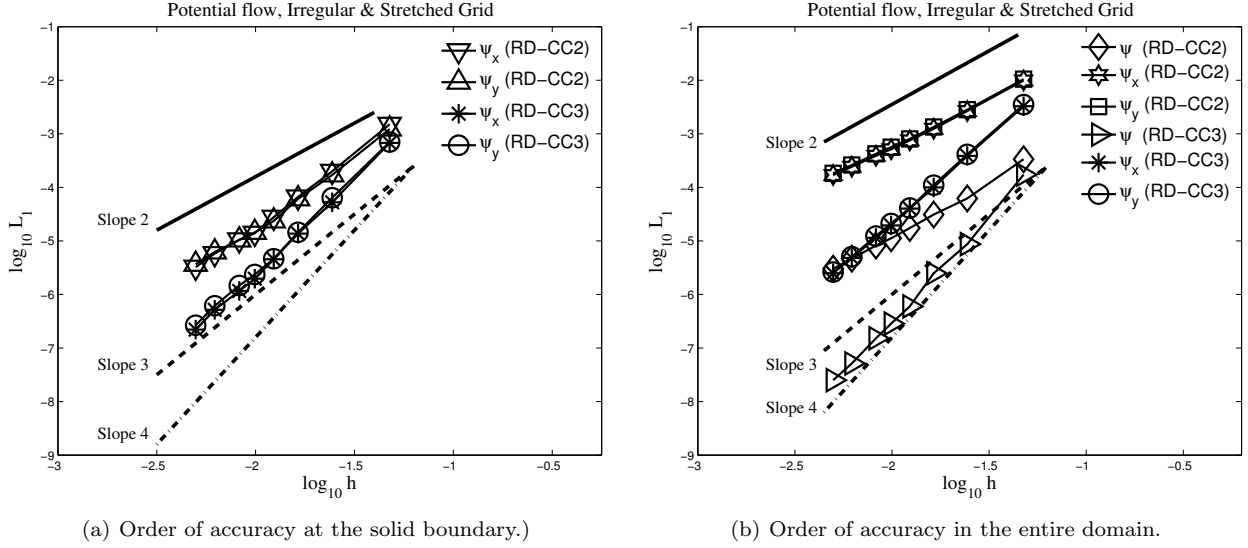 Potential flow, Irregular & Stretched Grid
−1
−2
−3
−4
−5
−6
−7
−8
−9
log₁₀ L₁
ψₓ (RD−CC2)
ψ_y (RD−CC2)
ψₓ (RD−CC3)
ψ_y (RD−CC3)
Slope 2
Slope 3
Slope 4
−3
−2.5
−2
−1.5
−1
−0.5
log₁₀ h
(a) Order of accuracy at the solid boundary.)
Potential flow, Irregular & Stretched Grid
−1
−2
−3
−4
−5
−6
−7
−8
−9
log₁₀ L₁
ψ (RD−CC2)
ψₓ (RD−CC2)
ψ_y (RD−CC2)
ψ (RD−CC3)
ψₓ (RD−CC3)
ψ_y (RD−CC3)
Slope 2
Slope 3
Slope 4
−3
−2.5
−2
−1.5
−1
−0.5
log₁₀ h
(b) Order of accuracy in the entire domain.